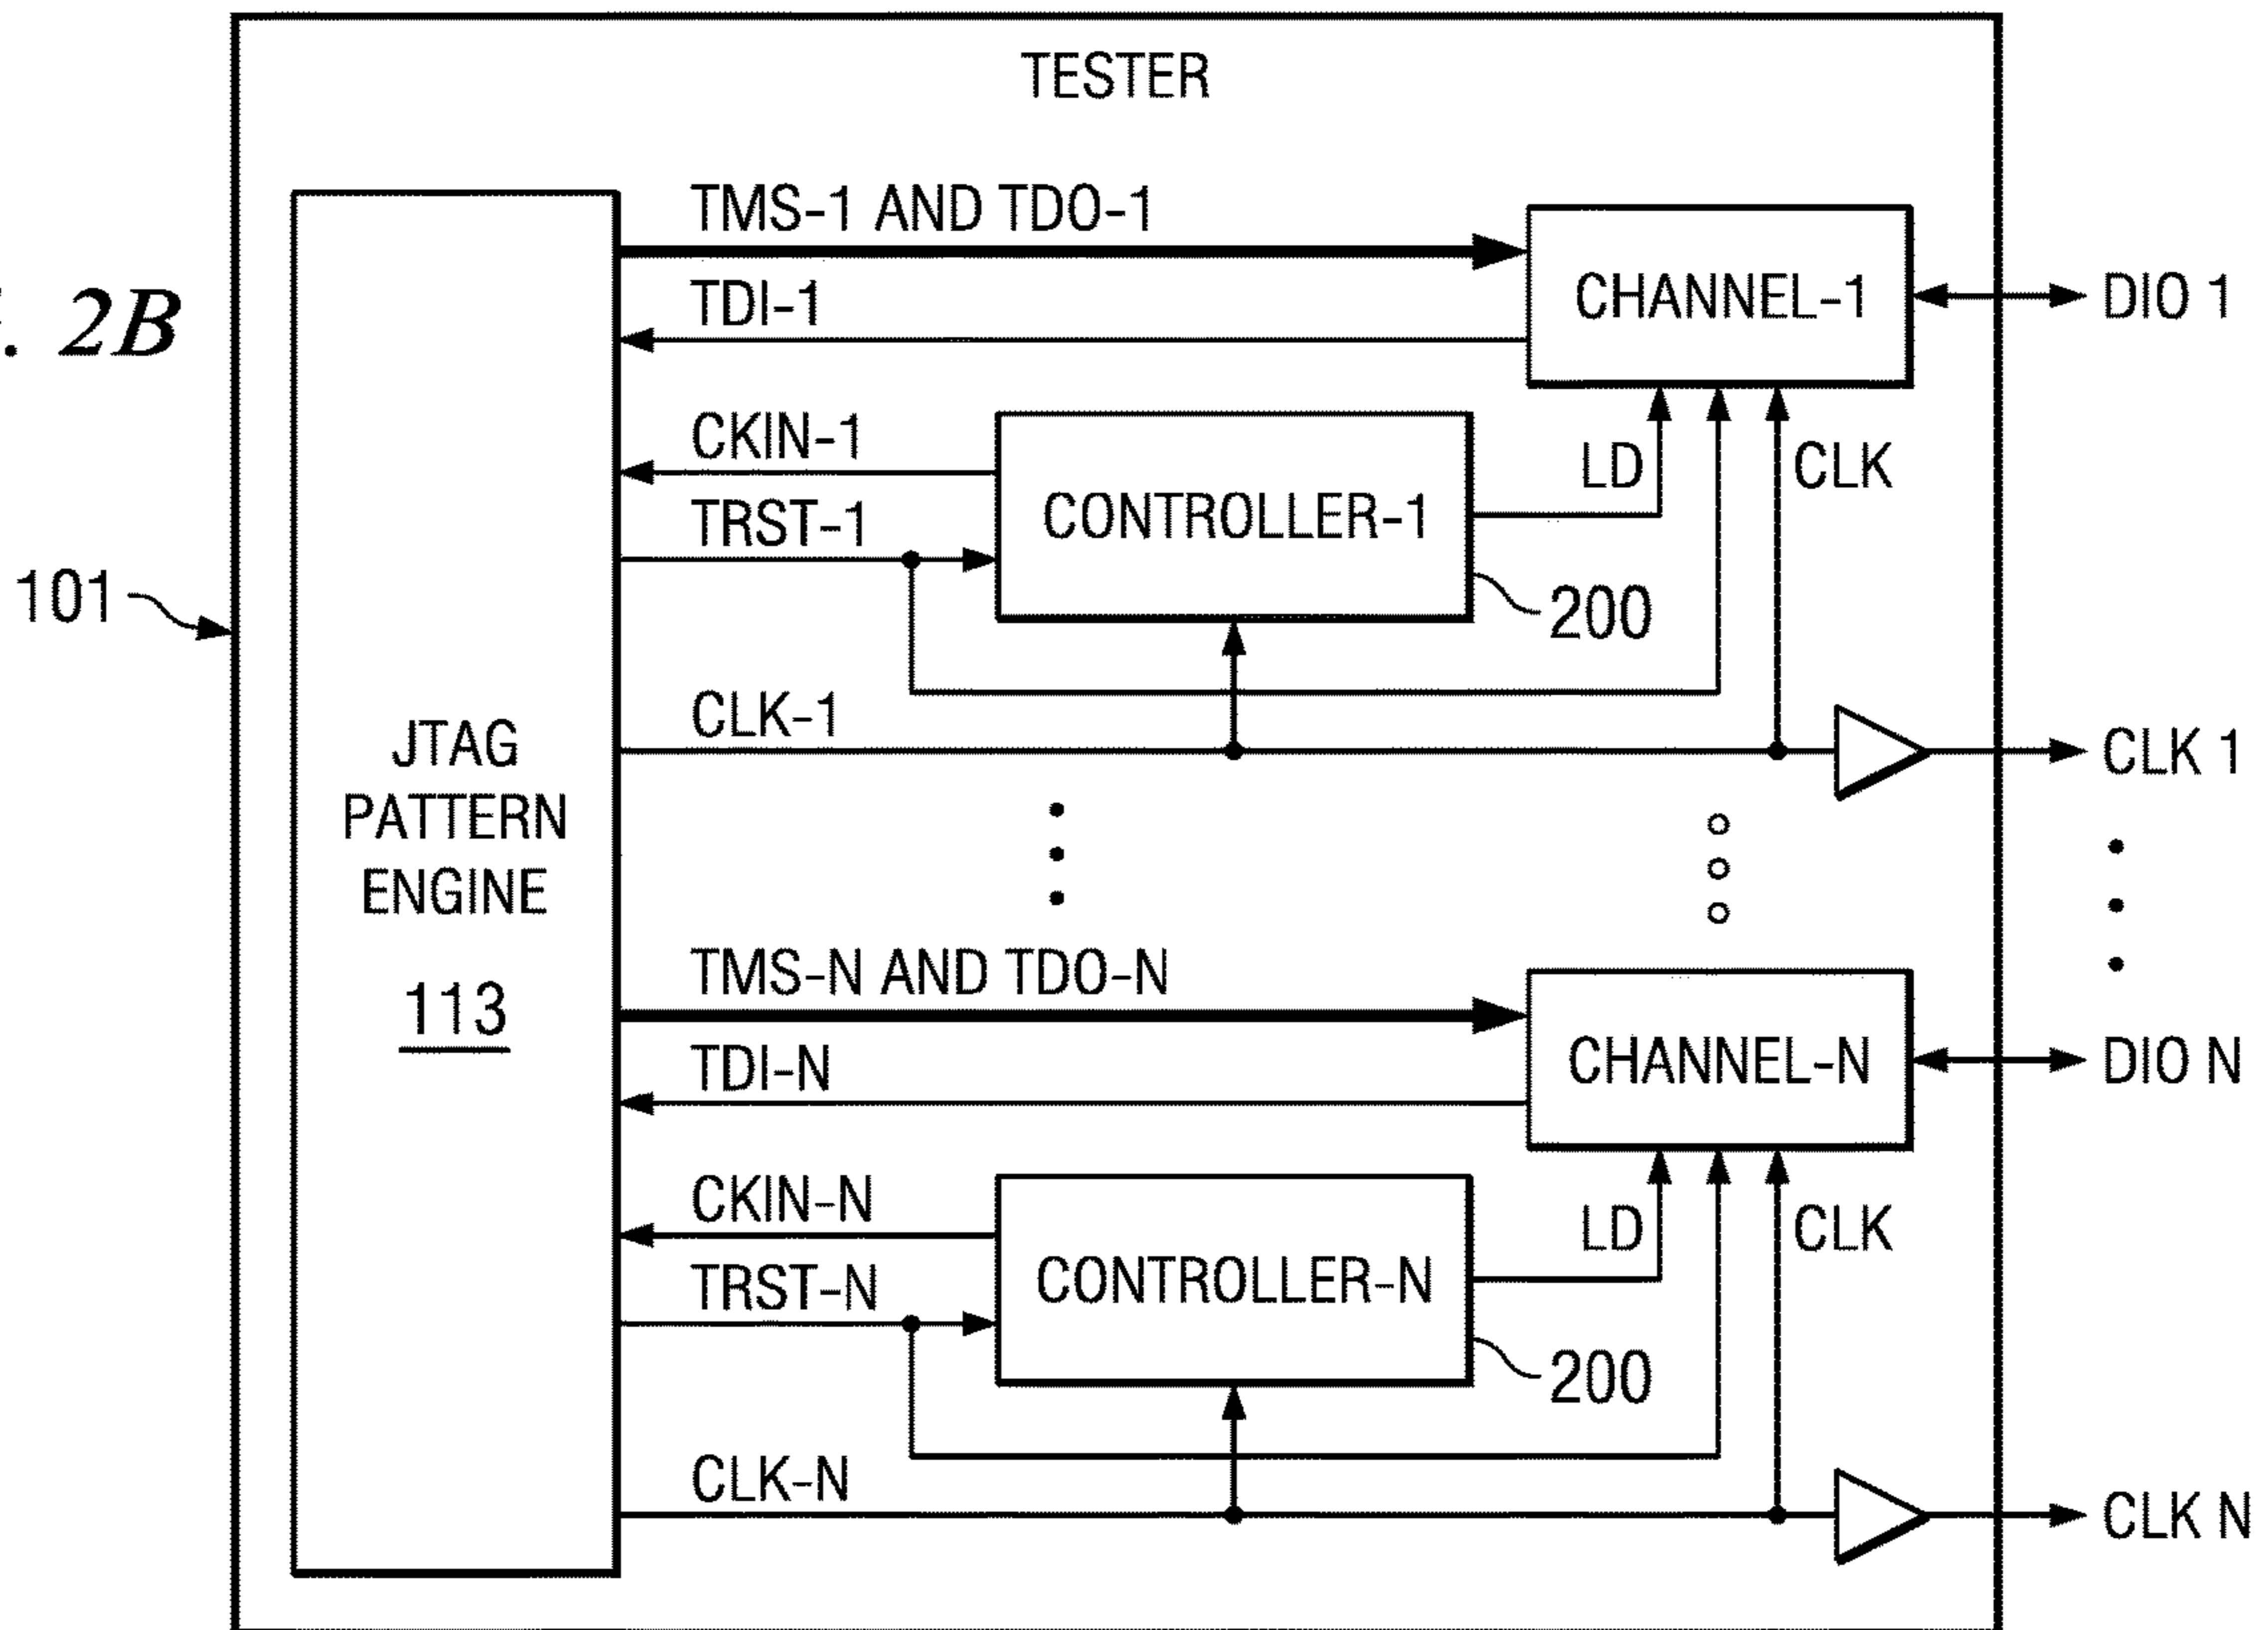 TESTER
TMS-1 AND TDO-1
CHANNEL-1
DIO 1
TDI-1
. 2B
CKIN-1
LD
CLK
CONTROLLER-1
TRST-1
101
200
CLK-1
CLK 1
JTAG
PATTERN
ENGINE
113
TMS-N AND TDO-N
CHANNEL-N
DIO N
TDI-N
CKIN-N
LD
CLK
CONTROLLER-N
TRST-N
200
CLK-N
CLK N